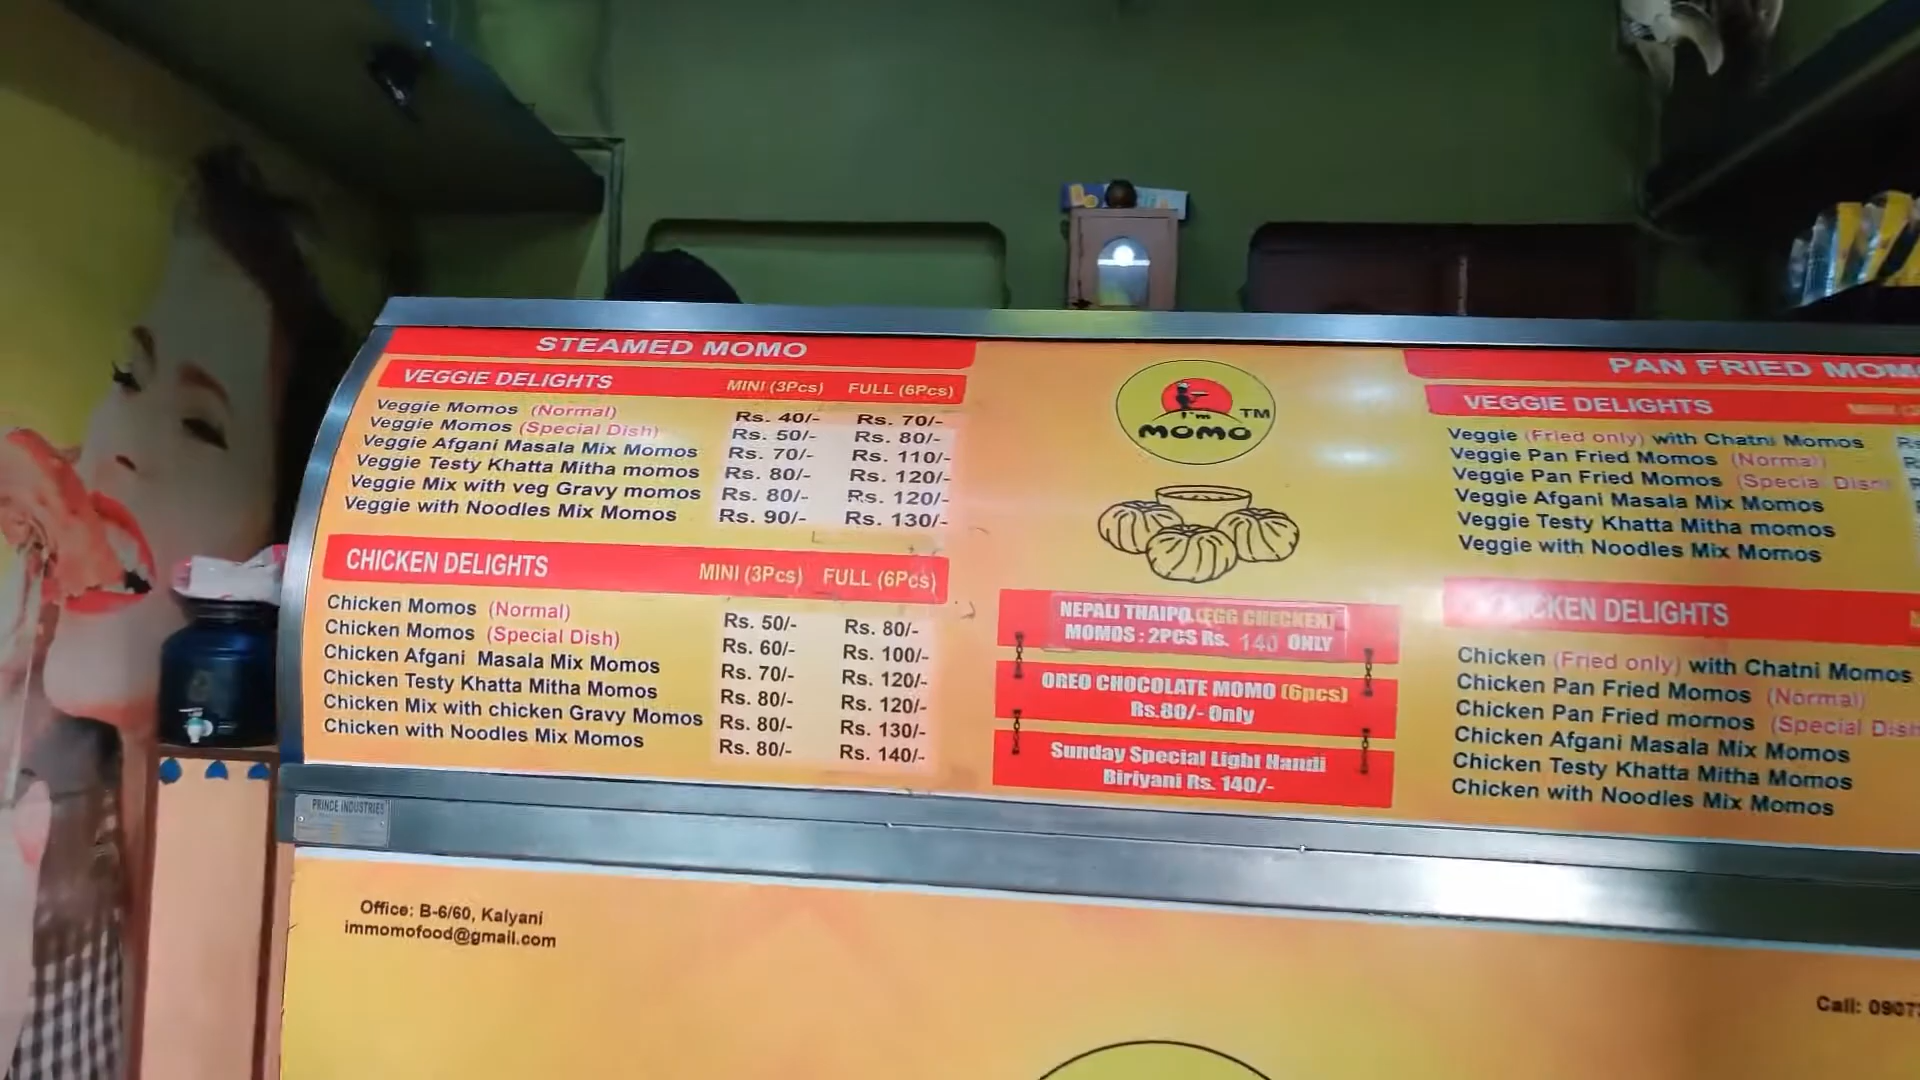 STEAMED MOMO
VEGGIE DELIGHTS MINI (3Pcs) FULL (6Pcs)
Veggie Momos (Normal) Rs. 40/- Rs. 70/-
Veggie Momos (Special Dish) Rs. 50/- Rs. 80/-
Veggie Afgani Masala Mix Momos Rs. 70/- Rs. 110/-
Veggie Testy Khatta Mitha momos Rs. 80/- Rs. 120/-
Veggie Mix with veg Gravy momos Rs. 80/- Rs. 120/-
Veggie with Noodles Mix Momos Rs. 90/- Rs. 130/-
CHICKEN DELIGHTS MINI (3Pcs) FULL (6Pcs)
Chicken Momos (Normal) Rs. 50/- Rs. 80/-
Chicken Momos (Special Dish) Rs. 60/- Rs. 100/-
Chicken Afgani Masala Mix Momos Rs. 70/- Rs. 120/-
Chicken Testy Khatta Mitha Momos Rs. 80/- Rs. 120/-
Chicken Mix with chicken Gravy Momos Rs. 80/- Rs. 130/-
Chicken with Noodles Mix Momos Rs. 80/- Rs. 140/-
I'm
MOMO TM
NEPALI THAIPO (EGG CHECKEN)
MOMOS : 2PCS Rs. 140 ONLY
OREO CHOCOLATE MOMO (6pcs)
Rs.80/- Only
Sunday Special Light Handi
Biriyani Rs. 140/-
PAN FRIED
VEGGIE DELIGHTS
Veggie (Fried only) with Chatni Momos
Veggie Pan Fried Momos (Normal)
Veggie Pan Fried Momos (Special Dish)
Veggie Afgani Masala Mix Momos
Veggie Testy Khatta Mitha momos
Veggie with Noodles Mix Momos
CHICKEN DELIGHTS
Chicken (Fried only) with Chatni Momos
Chicken Pan Fried Momos (Normal)
Chicken Pan Fried mornos (Special Dish
Chicken Afgani Masala Mix Momos
Chicken Testy Khatta Mitha Momos
Chicken with Noodles Mix Momos
PRINCE INDUSTRIES
Office: B-6/60, Kalyani
immomofood@gmail.com
Call: 0907